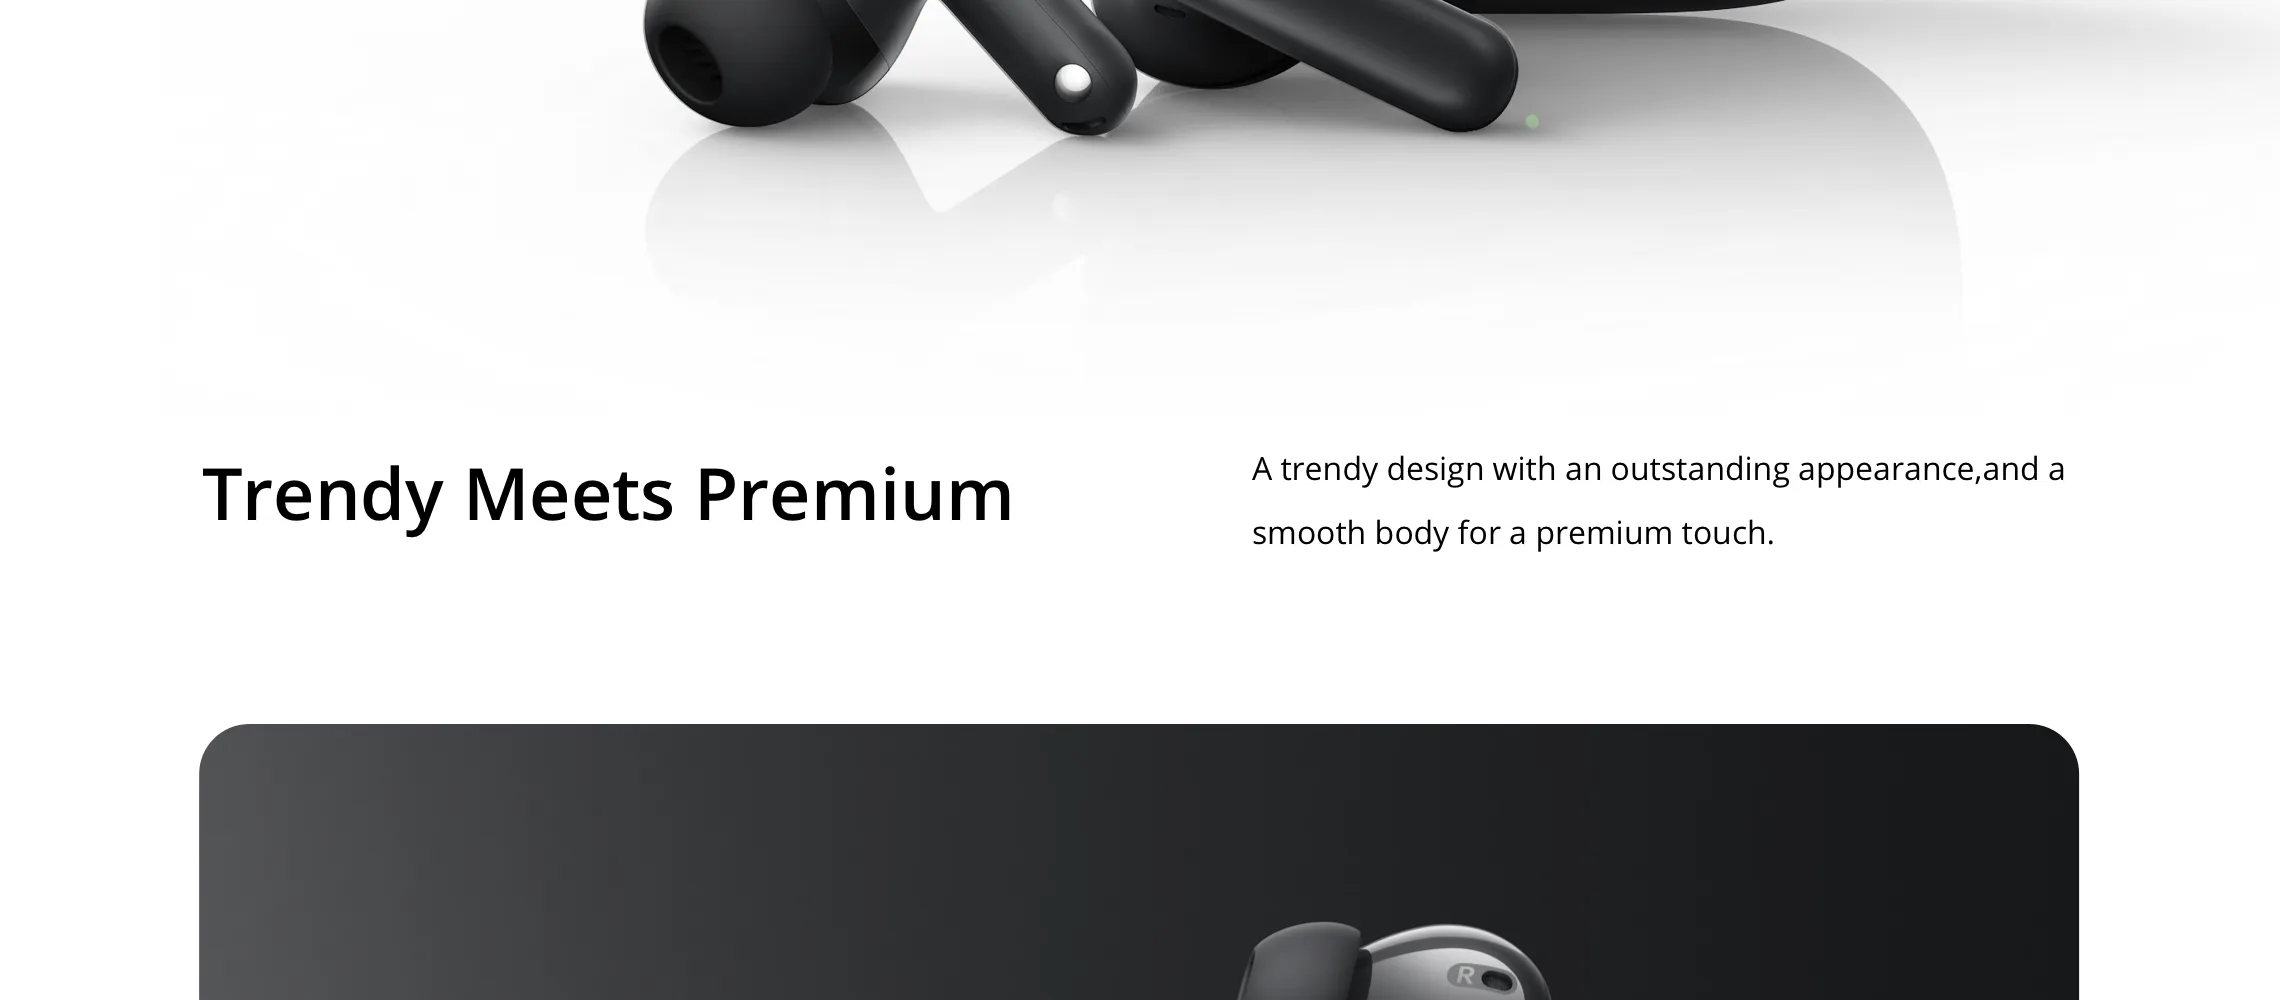 Trendy Meets Premium
A trendy design with an outstanding appearance,and a
smooth body for a premium touch.
R